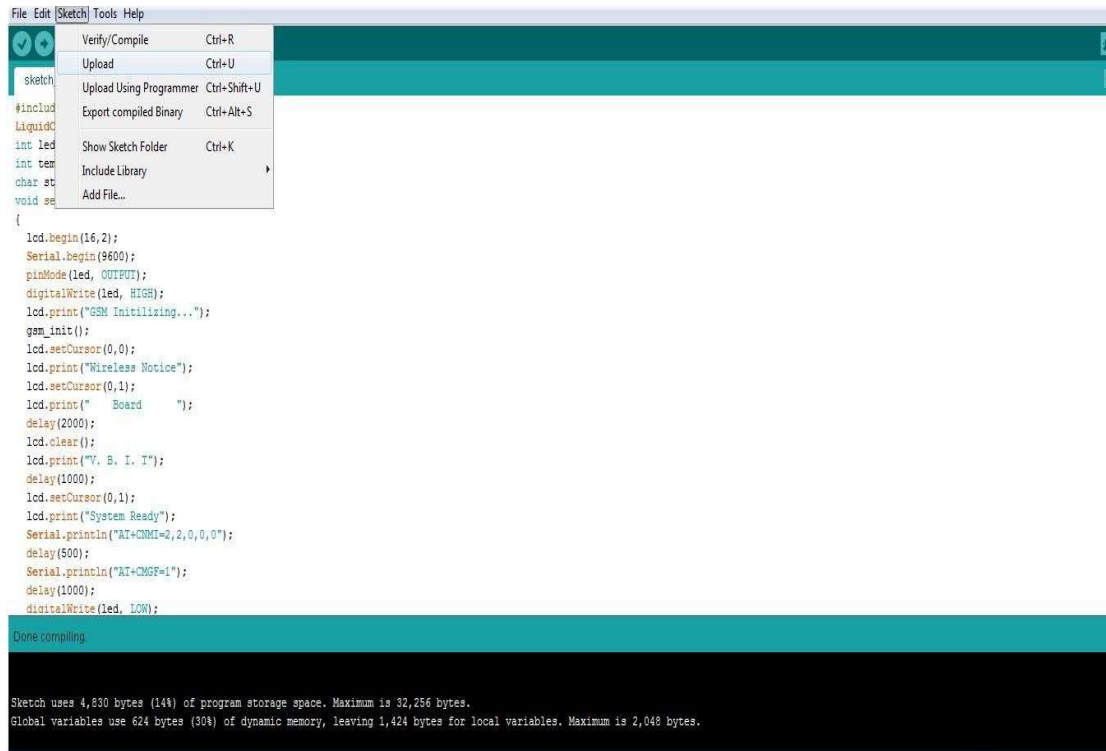 File Edit Sketch Tools Help
Verify/Compile Ctrl+R
Upload Ctrl+U
Upload Using Programmer Ctrl+Shift+U
Export compiled Binary Ctrl+Alt+S
Show Sketch Folder Ctrl+K
Include Library
Add File...
sketch
#includ
LiquidC
int led
int tem
char st
void se
{
lcd.begin(16,2);
Serial.begin(9600);
pinMode(led, OUTPUT);
digitalWrite(led, HIGH);
lcd.print("GSM Initilizing...");
gsm_init();
lcd.setCursor(0,0);
lcd.print("Wireless Notice");
lcd.setCursor(0,1);
lcd.print("    Board      ");
delay(2000);
lcd.clear();
lcd.print("V. B. I. T");
delay(1000);
lcd.setCursor(0,1);
lcd.print("System Ready");
Serial.println("AT+CNMI=2,2,0,0,0");
delay(500);
Serial.println("AT+CMGF=1");
delay(1000);
digitalWrite(led, LOW);
Done compiling.
Sketch uses 4,830 bytes (14%) of program storage space. Maximum is 32,256 bytes.
Global variables use 624 bytes (30%) of dynamic memory, leaving 1,424 bytes for local variables. Maximum is 2,048 bytes.